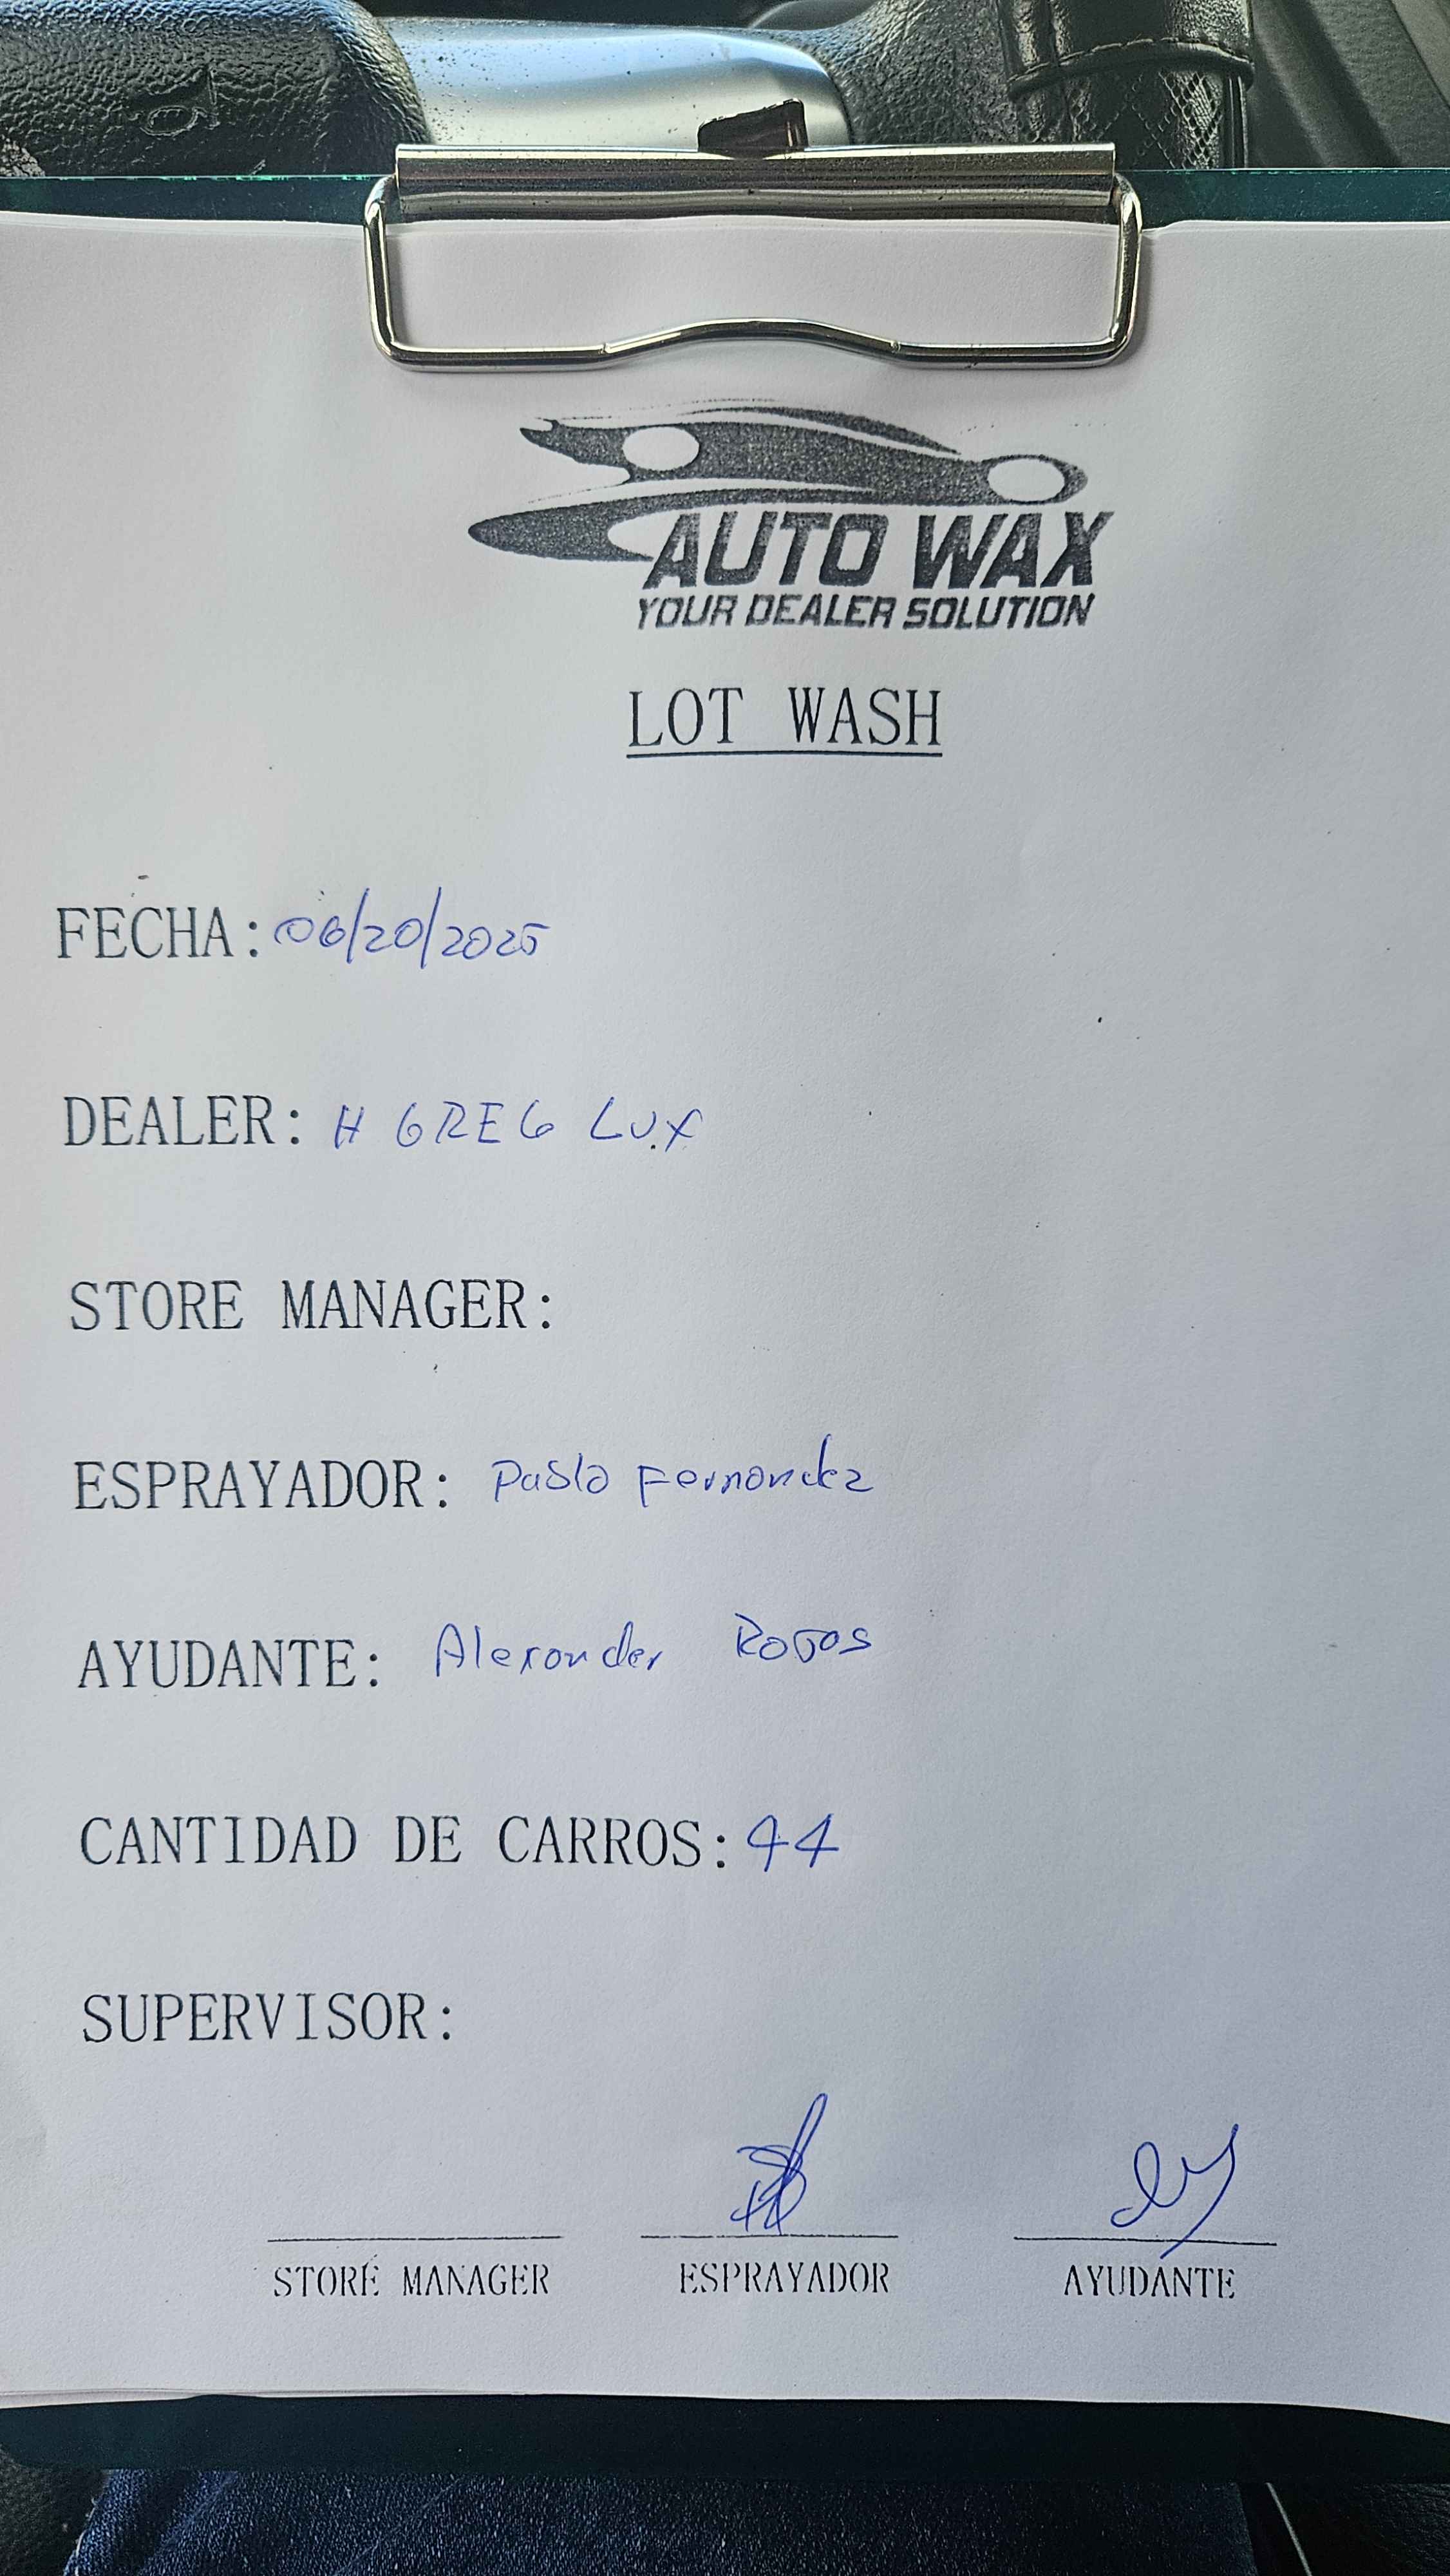 AUTO WAX
YOUR DEALER SOLUTION
LOT WASH
FECHA: 06/20/2025
DEALER: H GREG LUX
STORE MANAGER:
ESPRAYADOR: Pablo Fernandez
AYUDANTE: Alexander Rojas
CANTIDAD DE CARROS: 44
SUPERVISOR:
STORE MANAGER ESPRAYADOR AYUDANTE